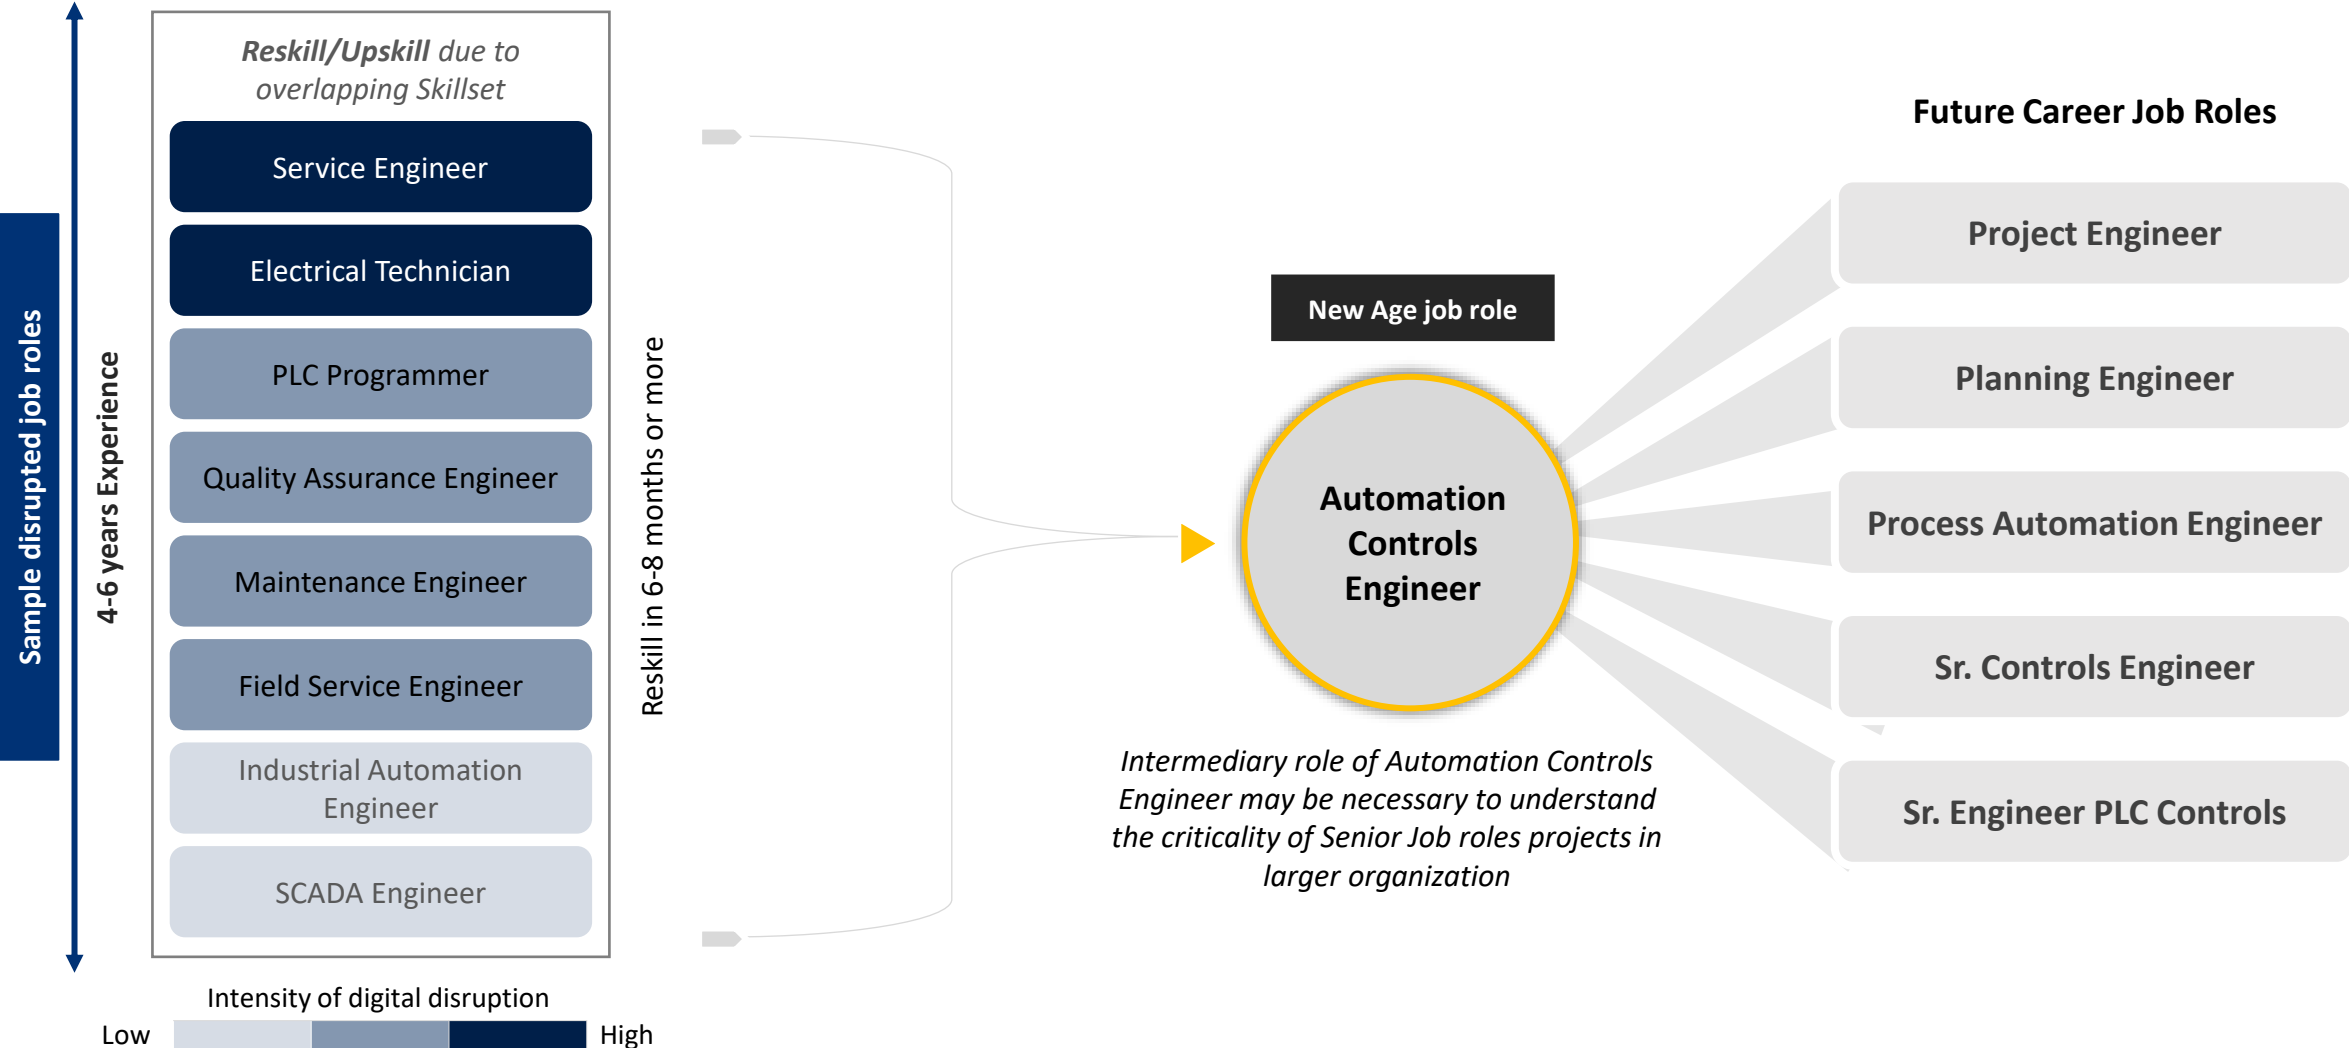 Sample disrupted job roles
4-6 years Experience
Reskill/Upskill due to
overlapping Skillset
Service Engineer
Electrical Technician
PLC Programmer
Quality Assurance Engineer
Maintenance Engineer
Field Service Engineer
Industrial Automation
Engineer
SCADA Engineer
Intensity of digital disruption
Low
High
Reskill in 6-8 months or more
New Age job role
Automation
Controls
Engineer
Intermediary role of Automation Controls
Engineer may be necessary to understand
the criticality of Senior Job roles projects in
larger organization
Future Career Job Roles
Project Engineer
Planning Engineer
Process Automation Engineer
Sr. Controls Engineer
Sr. Engineer PLC Controls